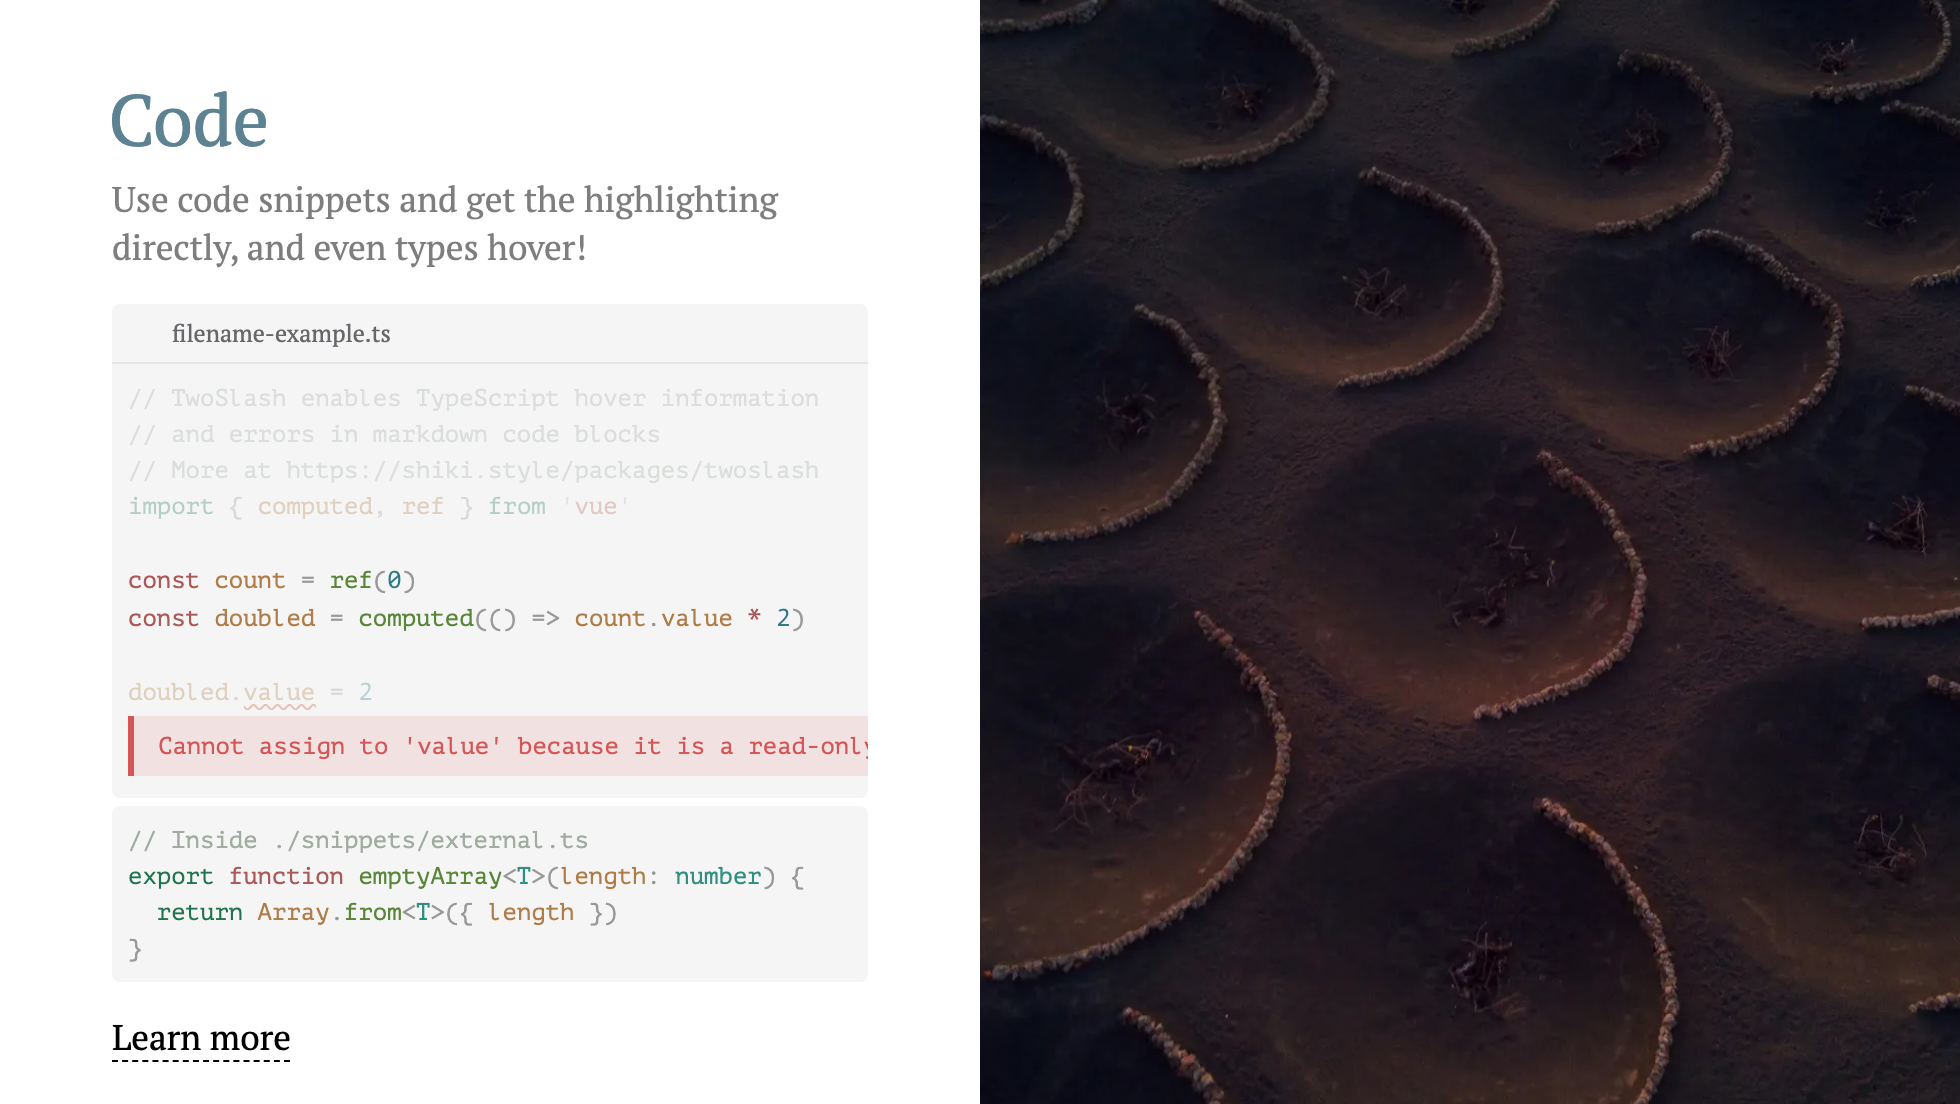 Code
Use code snippets and get the highlighting
directly, and even types hover!
filename-example.ts
// TwoSlash enables TypeScript hover information
// and errors in markdown code blocks
// More at https://shiki.style/packages/twoslash
import { computed, ref } from 'vue'
const count = ref(0)
const doubled = computed(() => count.value * 2)
doubled.value = 2
Cannot assign to 'value' because it is a read-only
// Inside ./snippets/external.ts
export function emptyArray<T>(length: number) {
  return Array.from<T>({ length })
}
Learn more